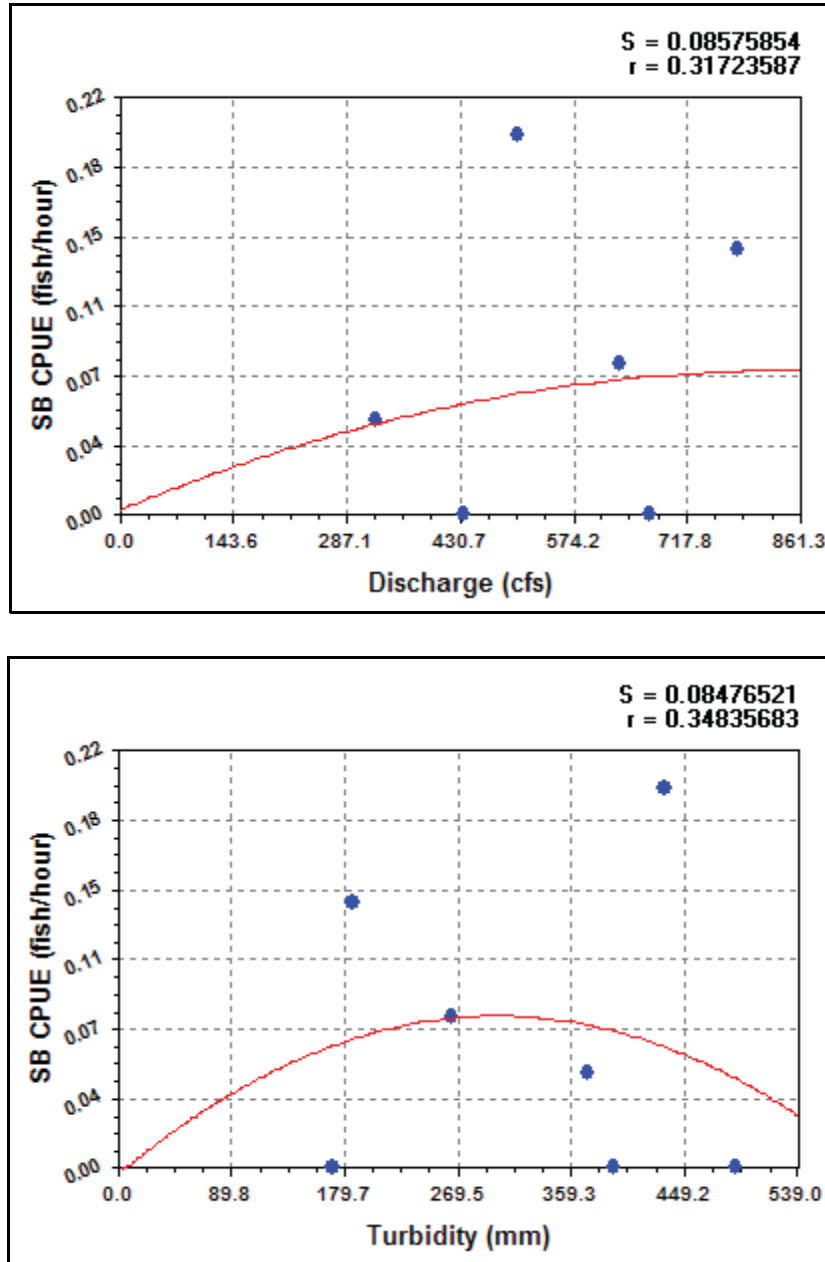 S = 0.08575854
r = 0.31723587
0.22
0.18
0.15
0.11
0.07
0.04
0.00
SB CPUE (fish/hour)
0.0 143.6 287.1 430.7 574.2 717.8 861.3
Discharge (cfs)
S = 0.08476521
r = 0.34835683
0.22
0.18
0.15
0.11
0.07
0.04
0.00
SB CPUE (fish/hour)
0.0 89.8 179.7 269.5 359.3 449.2 539.0
Turbidity (mm)